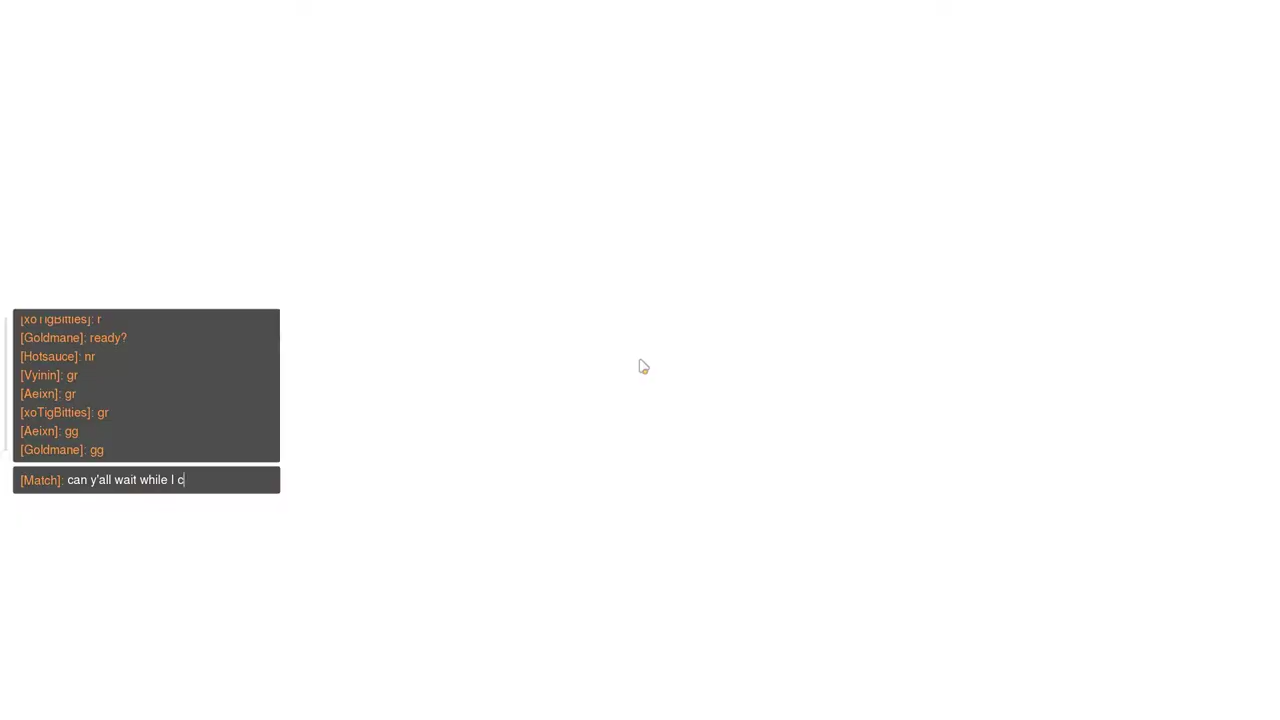 [xoTigBitties]: r
[Goldmane]: ready?
[Hotsauce]: nr
[Vyinin]: gr
[Aeixn]: gr
[xoTigBitties]: gr
[Aeixn]: gg
[Goldmane]: gg
[Match]: can y'all wait while I c